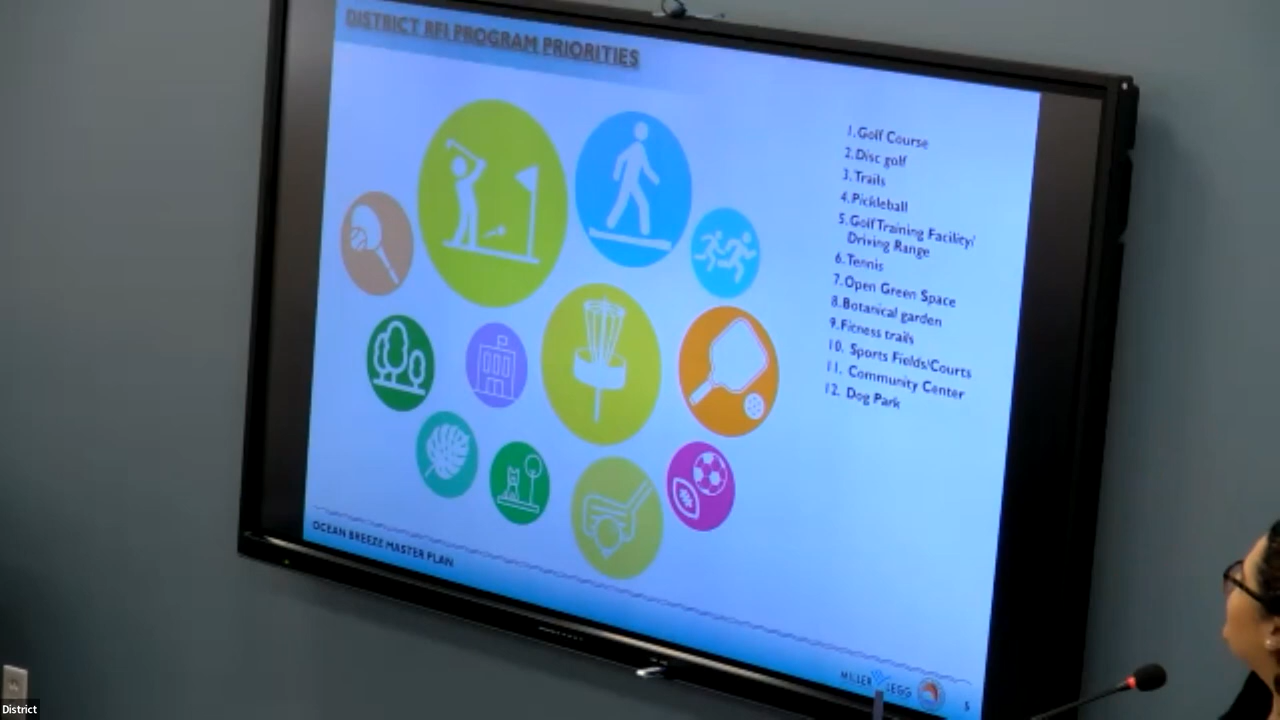 DISTRICT RFI PROGRAM PRIORITIES
1. Golf Course
2. Disc golf
3. Trails
4. Pickleball
5. Golf Training Facility/
Driving Range
6. Tennis
7. Open Green Space
8. Botanical garden
9. Fitness trails
10. Sports Fields/Courts
11. Community Center
12. Dog Park
OCEAN BREEZE MASTER PLAN
MILLER LEGG
5
District